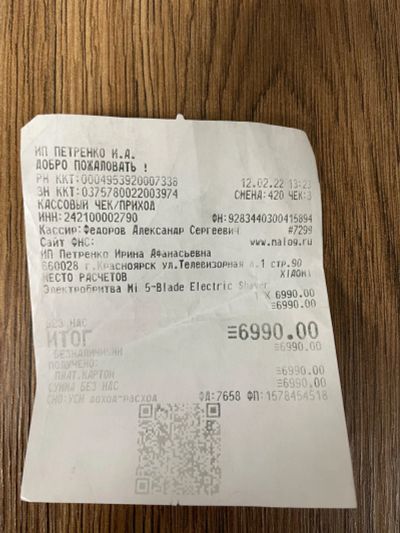 ИП ПЕТРЕНКО И.А.
ДОБРО ПОЖАЛОВАТЬ !
РН ККТ:0004953920007338 12.02.22 13:23
ЗН ККТ:0375780022003974 СМЕНА:420 ЧЕК:3
КАССОВЫЙ ЧЕК/ПРИХОД
ИНН:242100002790 ФН:9283440300415894
Кассир:Федоров Александр Сергеевич #7299
Сайт ФНС: www.nalog.ru
ИП Петренко Ирина Афанасьевна
660028 г.Красноярск ул.Телевизорная д.1 стр.90
МЕСТО РАСЧЕТОВ XIAOMI
Электробритва Mi 5-Blade Electric Shaver
1 X 6990.00
≡6990.00
БЕЗ НДС
ИТОГ ≡6990.00
БЕЗНАЛИЧНЫМИ ≡6990.00
ПОЛУЧЕНО:
ПЛАТ.КАРТОЙ ≡6990.00
СУММА БЕЗ НДС ≡6990.00
СНО:УСН доход-расход ФД:7658 ФП:1578454518